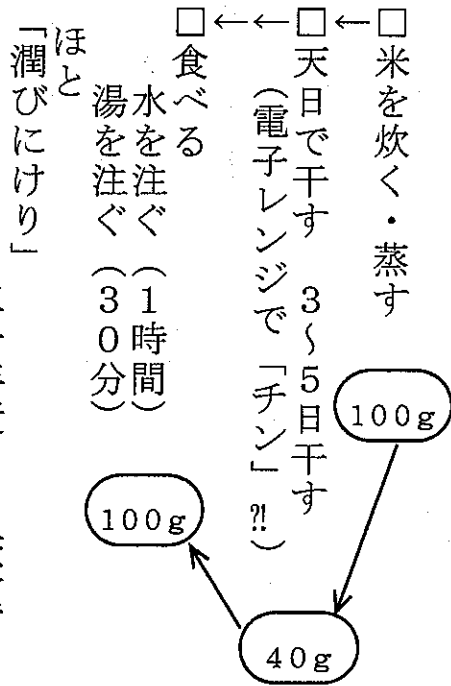 □米を炊く・蒸す
↓
□天日で干す　3～5日干す
↓（電子レンジで「チン」⁈）
↓
□食べる
水を注ぐ（1時間）
湯を注ぐ（30分）
ほと
「潤びにけり」
100g
40g
100g